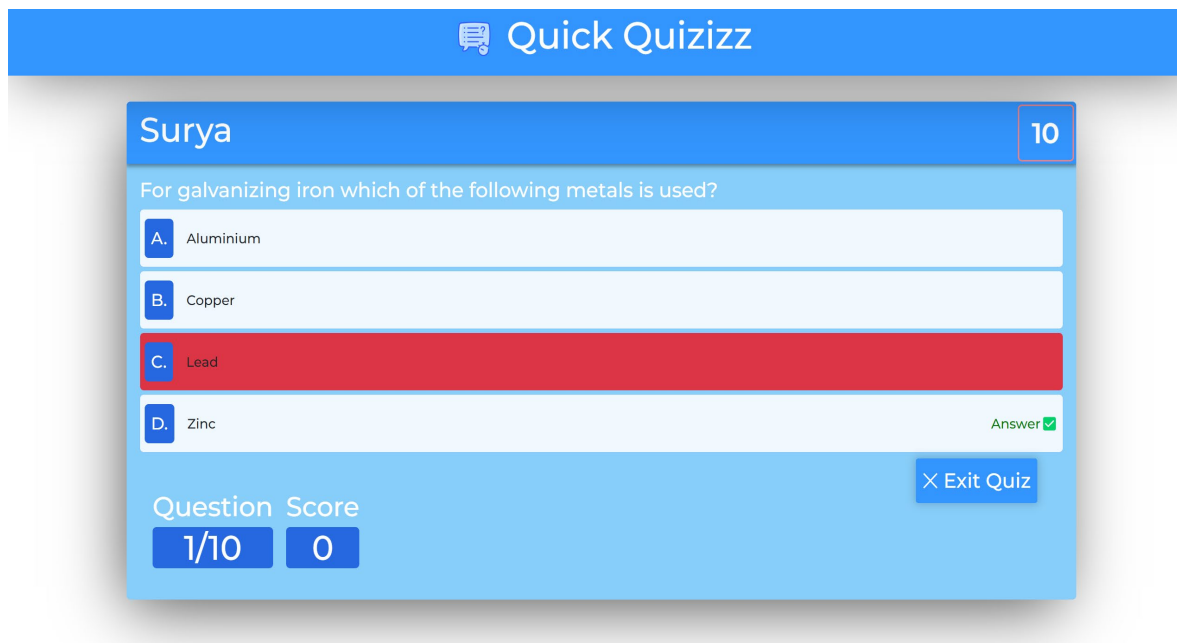 Quick Quizizz
Surya
10
For galvanizing iron which of the following metals is used?
A. Aluminium
B. Copper
C. Lead
D. Zinc Answer
Exit Quiz
Question Score
1/10 0